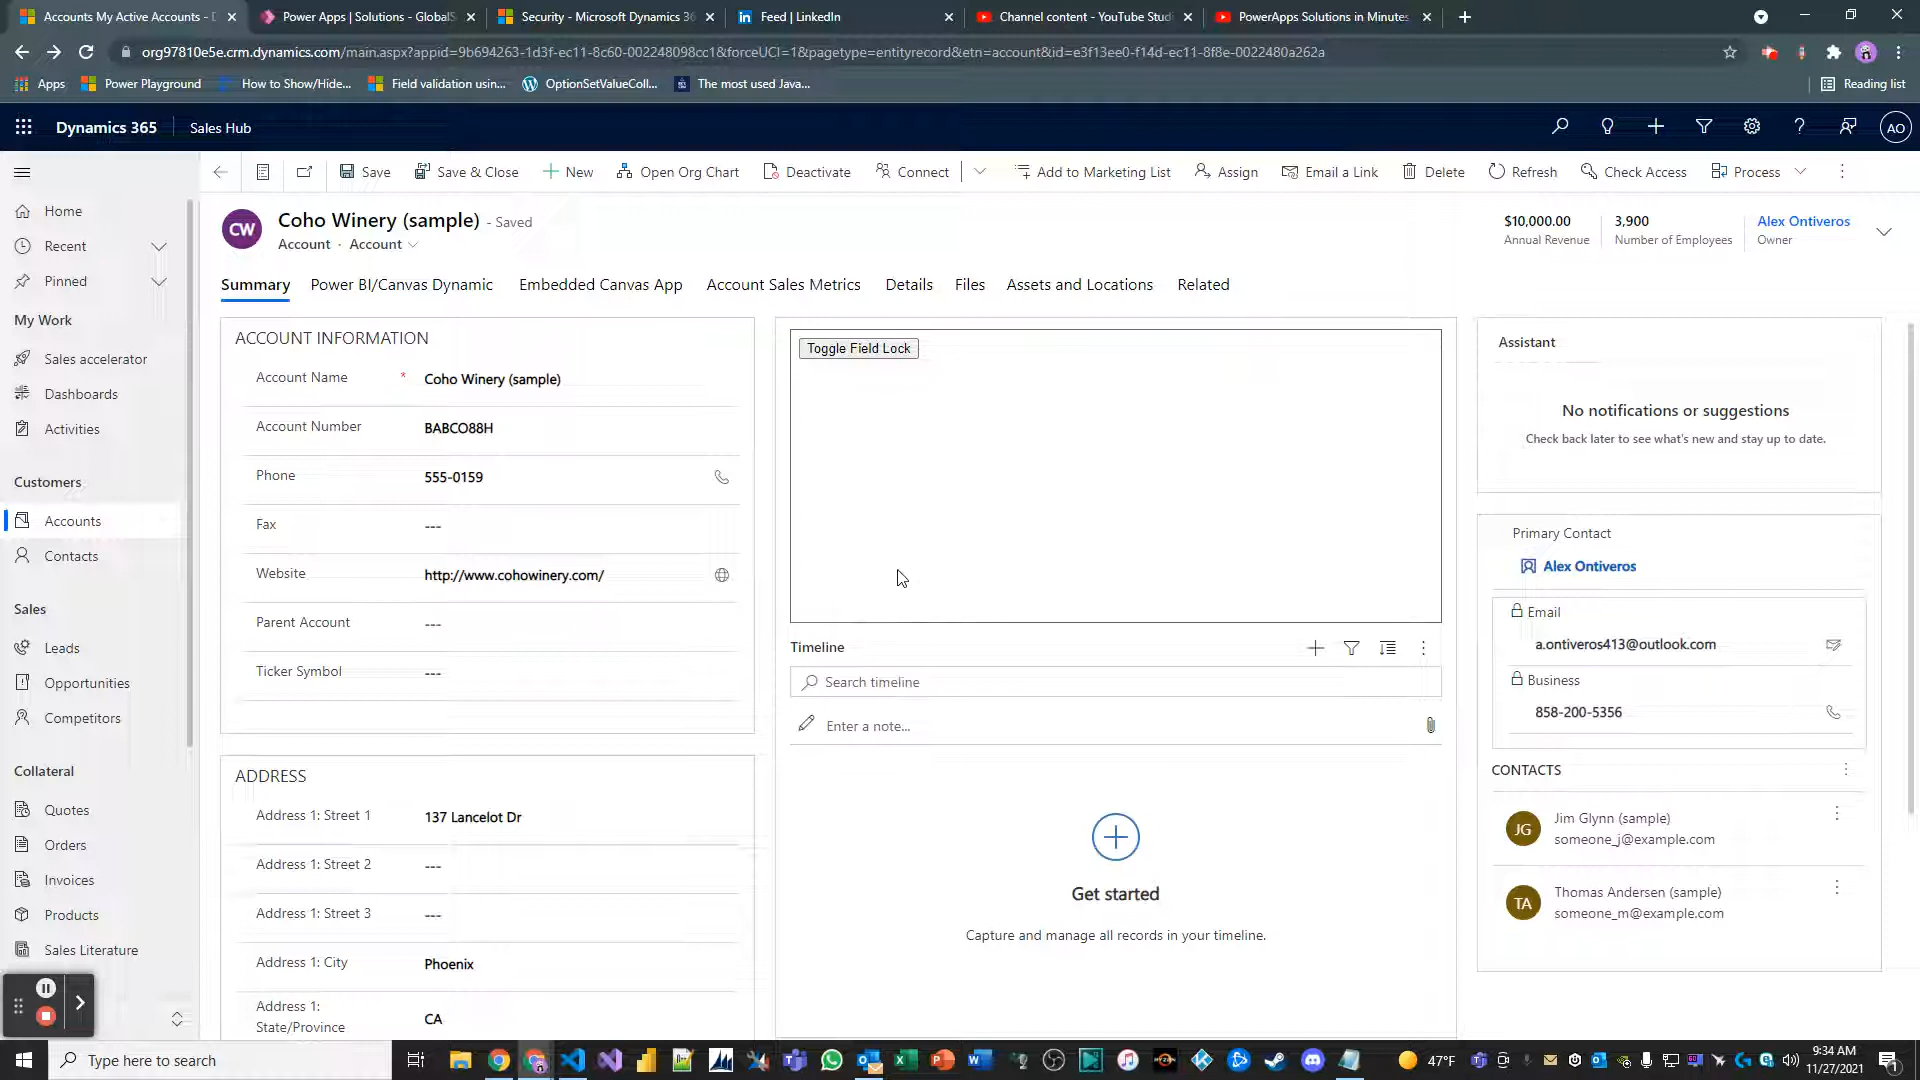 Accounts My Active Accounts - D
Power Apps | Solutions - GlobalS
Security - Microsoft Dynamics 36
Feed | LinkedIn
Channel content - YouTube Stud
PowerApps Solutions in Minutes
org97810e5e.crm.dynamics.com/main.aspx?appid=9b694263-1d3f-ec11-8c60-002248098cc1&forceUCI=1&pagetype=entityrecord&etn=account&id=e3f13ee0-f14d-ec11-8f8e-0022480a262a
Apps
Power Playground
How to Show/Hide...
Field validation usin...
OptionSetValueColl...
The most used Java...
Reading list
Dynamics 365
Sales Hub
AO
Save
Save & Close
New
Open Org Chart
Deactivate
Connect
Add to Marketing List
Assign
Email a Link
Delete
Refresh
Check Access
Process
Home
Recent
Pinned
My Work
Sales accelerator
Dashboards
Activities
Customers
Accounts
Contacts
Sales
Leads
Opportunities
Competitors
Collateral
Quotes
Orders
Invoices
Products
Sales Literature
CW
Coho Winery (sample) - Saved
Account · Account
$10,000.00
Annual Revenue
3,900
Number of Employees
Alex Ontiveros
Owner
Summary
Power BI/Canvas Dynamic
Embedded Canvas App
Account Sales Metrics
Details
Files
Assets and Locations
Related
ACCOUNT INFORMATION
Account Name * Coho Winery (sample)
Account Number BABCO88H
Phone 555-0159
Fax ---
Website http://www.cohowinery.com/
Parent Account ---
Ticker Symbol ---
ADDRESS
Address 1: Street 1 137 Lancelot Dr
Address 1: Street 2 ---
Address 1: Street 3 ---
Address 1: City Phoenix
Address 1:
State/Province CA
Toggle Field Lock
Timeline
Search timeline
Enter a note...
Get started
Capture and manage all records in your timeline.
Assistant
No notifications or suggestions
Check back later to see what's new and stay up to date.
Primary Contact
Alex Ontiveros
Email
a.ontiveros413@outlook.com
Business
858-200-5356
CONTACTS
JG
Jim Glynn (sample)
someone_j@example.com
TA
Thomas Andersen (sample)
someone_m@example.com
Type here to search
47°F
9:34 AM
11/27/2021